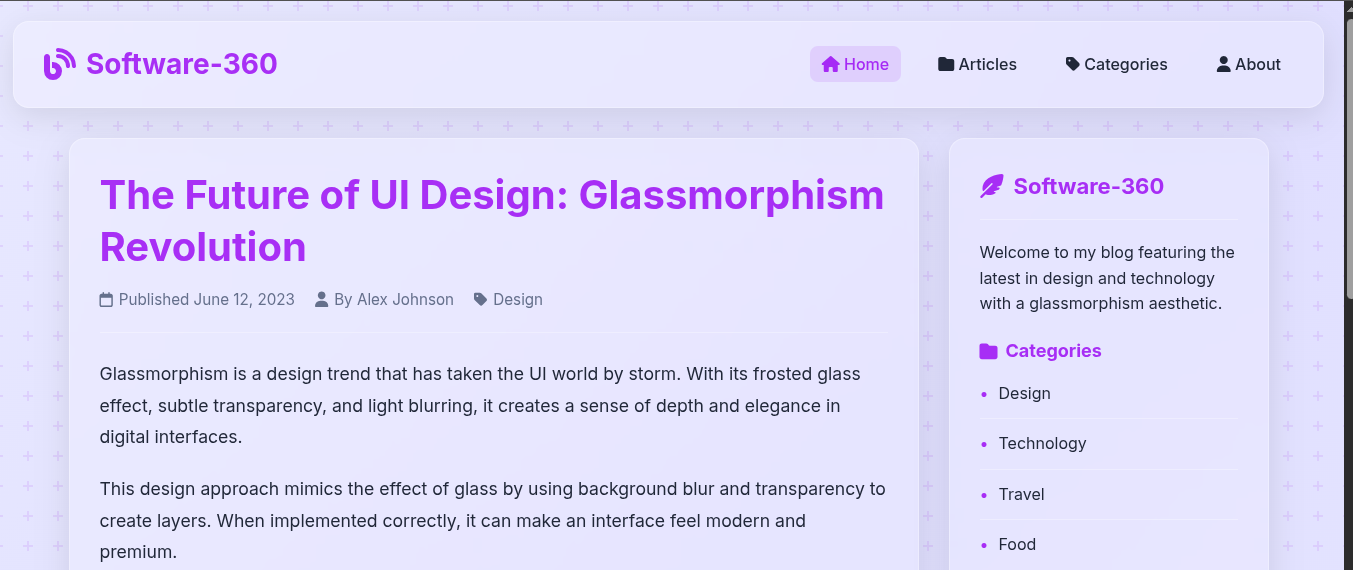 Software-360
Home
Articles
Categories
About
The Future of UI Design: Glassmorphism
Revolution
Published June 12, 2023
By Alex Johnson
Design
Glassmorphism is a design trend that has taken the UI world by storm. With its frosted glass
effect, subtle transparency, and light blurring, it creates a sense of depth and elegance in
digital interfaces.
This design approach mimics the effect of glass by using background blur and transparency to
create layers. When implemented correctly, it can make an interface feel modern and
premium.
Software-360
Welcome to my blog featuring the
latest in design and technology
with a glassmorphism aesthetic.
Categories
• Design
• Technology
• Travel
• Food